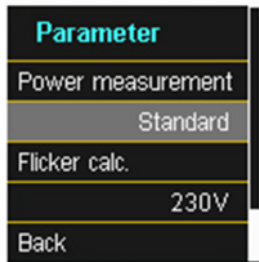 Parameter
Power measurement
Standard
Flicker calc.
230V
Back